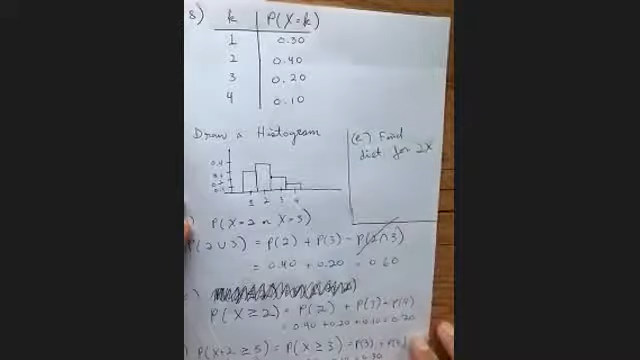 8) k P(X=k)
1 0.30
2 0.40
3 0.20
4 0.10
Draw a Histogram
(e) Find
dist. for 2X
0.4
1 2 3 4
P(X=2 or X=3)
P(2∪3) = P(2) + P(3) - P(2∩3)
= 0.40 + 0.20 = 0.60
P(X≥2) = P(2) + P(3) + P(4)
= 0.40 + 0.20 + 0.10 = 0.70
P(X+2≥5) = P(X≥3) = P(3) +